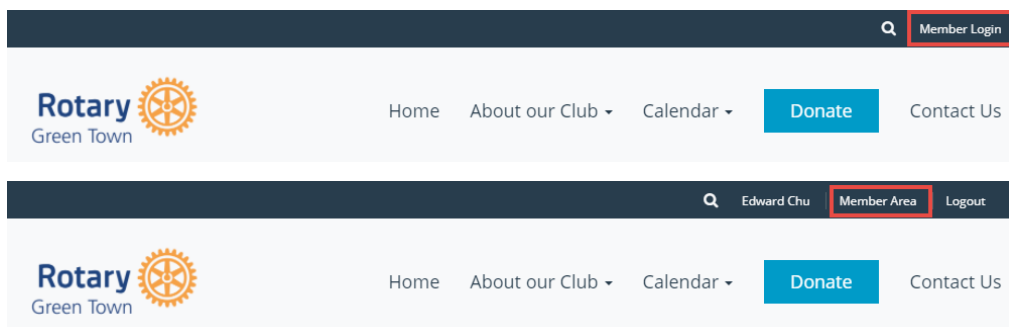 Member Login
Rotary
Green Town
Home About our Club Calendar Donate Contact Us
Edward Chu Member Area Logout
Rotary
Green Town
Home About our Club Calendar Donate Contact Us